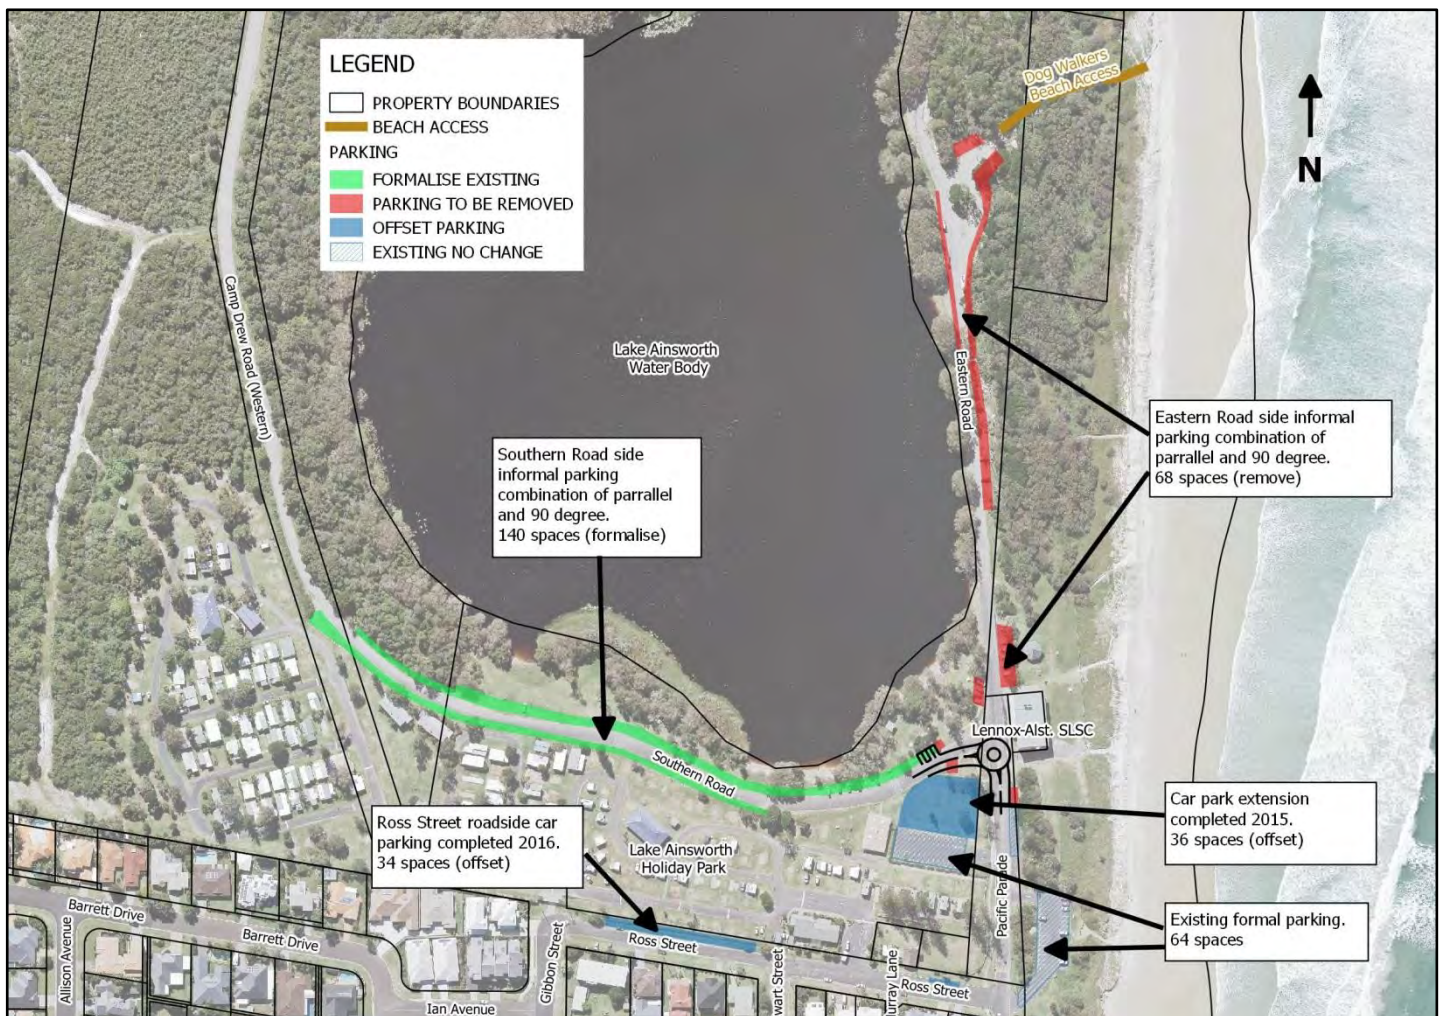 LEGEND
PROPERTY BOUNDARIES
BEACH ACCESS
PARKING
FORMALISE EXISTING
PARKING TO BE REMOVED
OFFSET PARKING
EXISTING NO CHANGE
Dog Walkers
Beach Access
N
Camp Drew Road (Western)
Lake Ainsworth
Water Body
Eastern Road
Eastern Road side informal
parking combination of
parrallel and 90 degree.
68 spaces (remove)
Southern Road side
informal parking
combination of parrallel
and 90 degree.
140 spaces (formalise)
Lennox-Alst. SLSC
Southern Road
Car park extension
completed 2015.
36 spaces (offset)
Ross Street roadside car
parking completed 2016.
34 spaces (offset)
Lake Ainsworth
Holiday Park
Pacific Parade
Existing formal parking.
64 spaces
Barrett Drive
Barrett Drive
Allison Avenue
Gibbon Street
Ross Street
wart Street
urray Lane
Ross Street
Ian Avenue